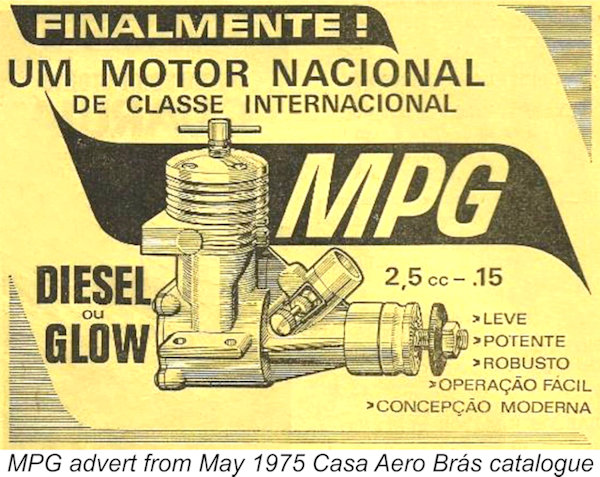 FINALMENTE!
UM MOTOR NACIONAL
DE CLASSE INTERNACIONAL
MPG
DIESEL
OU
GLOW
2,5 cc - .15
>LEVE
>POTENTE
>ROBUSTO
>OPERAÇÃO FÁCIL
>CONCEPÇÃO MODERNA
MPG advert from May 1975 Casa Aero Brás catalogue